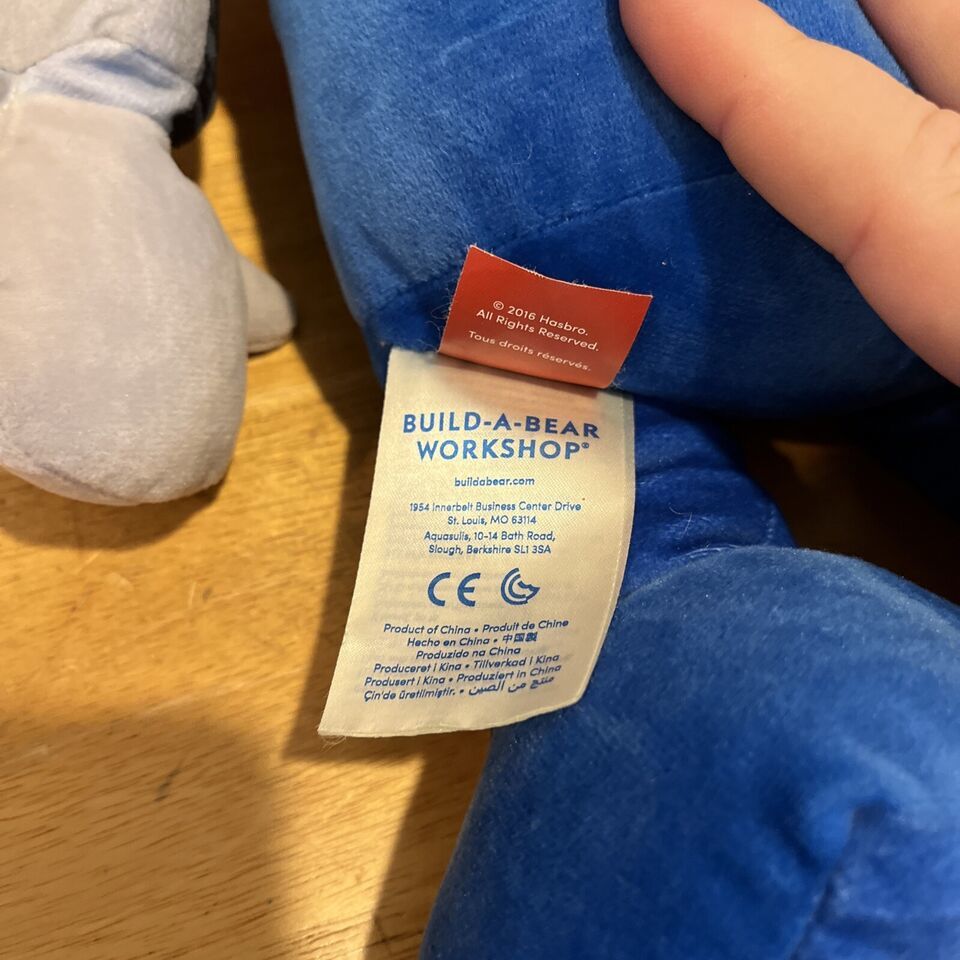 © 2016 Hasbro.
All Rights Reserved.
Tous droits réservés.
BUILD-A-BEAR
WORKSHOP®
buildabear.com
1954 Innerbelt Business Center Drive
St. Louis, MO 63114
Aquasulis, 10-14 Bath Road,
Slough, Berkshire SL1 3SA
CE
Product of China • Produit de Chine
Hecho en China • 中国製
Produzido na China
Produceret i Kina • Tillverkad i Kina
Produsert i Kina • Produziert in China
Çin'de üretilmiştir. • منتج من الصين